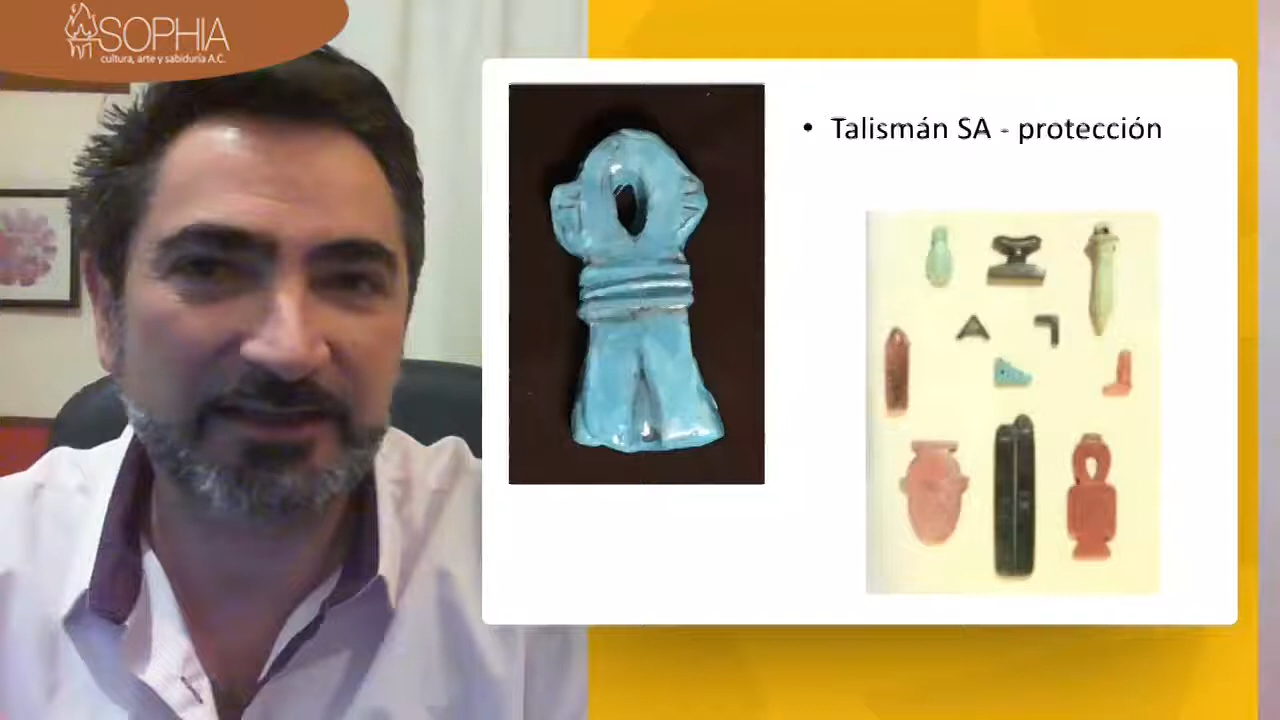 SOPHIA
cultura, arte y sabiduría A.C.
• Talismán SA - protección